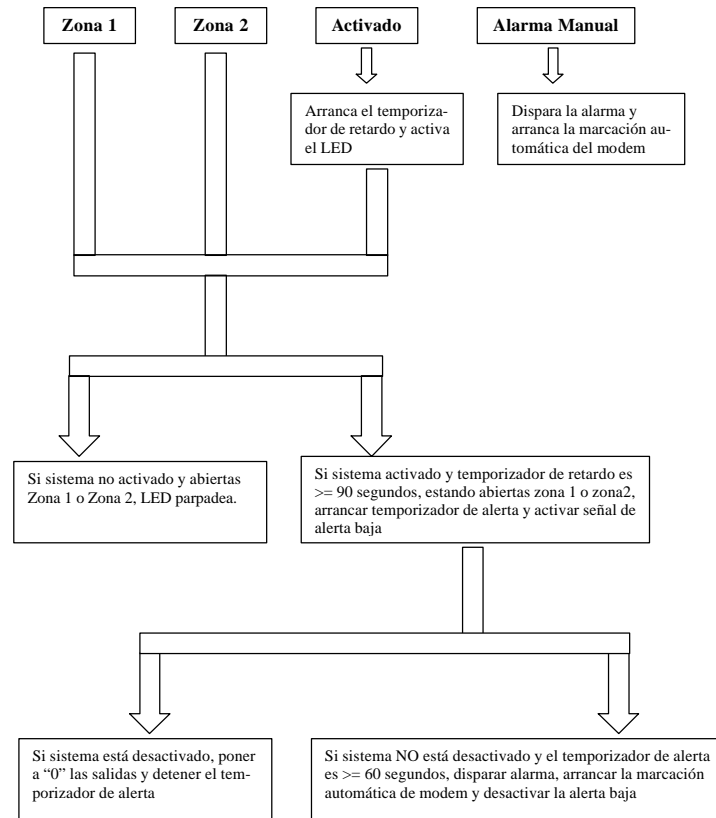 Zona 1
Zona 2
Activado
Alarma Manual
Arranca el temporiza-
dor de retardo y activa
el LED
Dispara la alarma y
arranca la marcación au-
tomática del modem
Si sistema no activado y abiertas
Zona 1 o Zona 2, LED parpadea.
Si sistema activado y temporizador de retardo es
>= 90 segundos, estando abiertas zona 1 o zona2,
arrancar temporizador de alerta y activar señal de
alerta baja
Si sistema está desactivado, poner
a “0” las salidas y detener el tem-
porizador de alerta
Si sistema NO está desactivado y el temporizador de alerta
es >= 60 segundos, disparar alarma, arrancar la marcación
automática de modem y desactivar la alerta baja